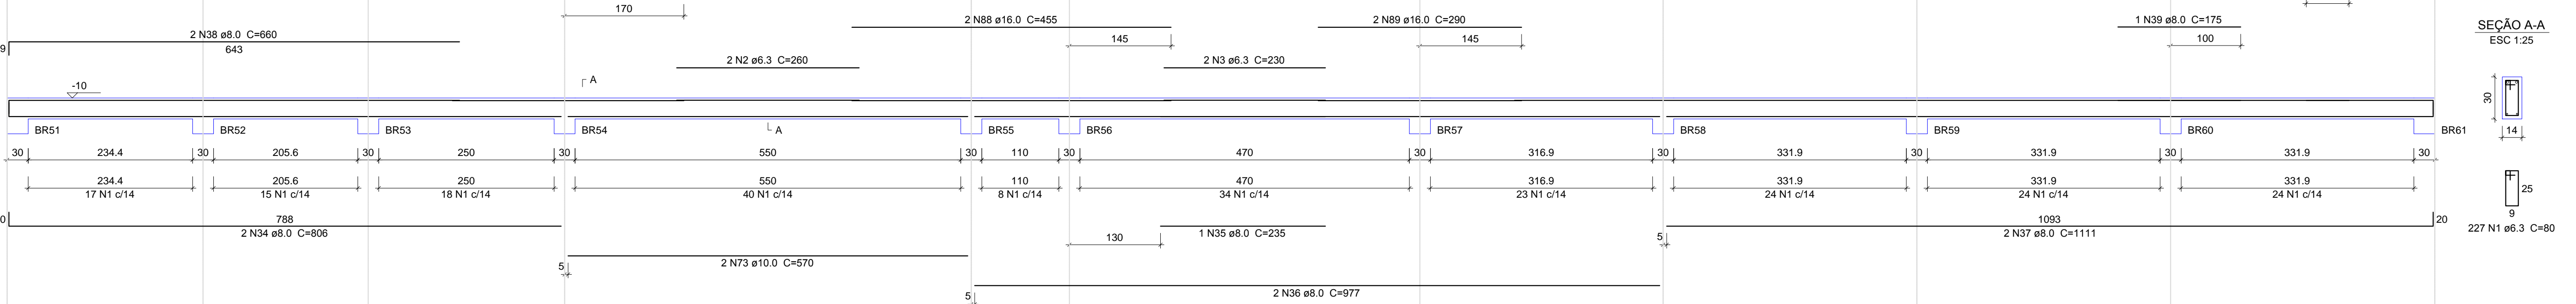 170
2 N88 ø16.0 C=455
2 N89 ø16.0 C=290
1 N39 ø8.0 C=175
SEÇÃO A-A
ESC 1:25
2 N38 ø8.0 C=660
9
643
145
145
100
2 N2 ø6.3 C=260
2 N3 ø6.3 C=230
A
-10
30
BR51
BR52
BR53
BR54
A
BR55
BR56
BR57
BR58
BR59
BR60
BR61
14
30 234.4 30 205.6 30 250 30 550 30 110 30 470 30 316.9 30 331.9 30 331.9 30 331.9 30
234.4 205.6 250 550 110 470 316.9 331.9 331.9 331.9
17 N1 c/14 15 N1 c/14 18 N1 c/14 40 N1 c/14 8 N1 c/14 34 N1 c/14 23 N1 c/14 24 N1 c/14 24 N1 c/14 24 N1 c/14
25
9
227 N1 ø6.3 C=80
0
788
2 N34 ø8.0 C=806
130
1 N35 ø8.0 C=235
5
1093
20
2 N37 ø8.0 C=1111
5
2 N73 ø10.0 C=570
5
2 N36 ø8.0 C=977